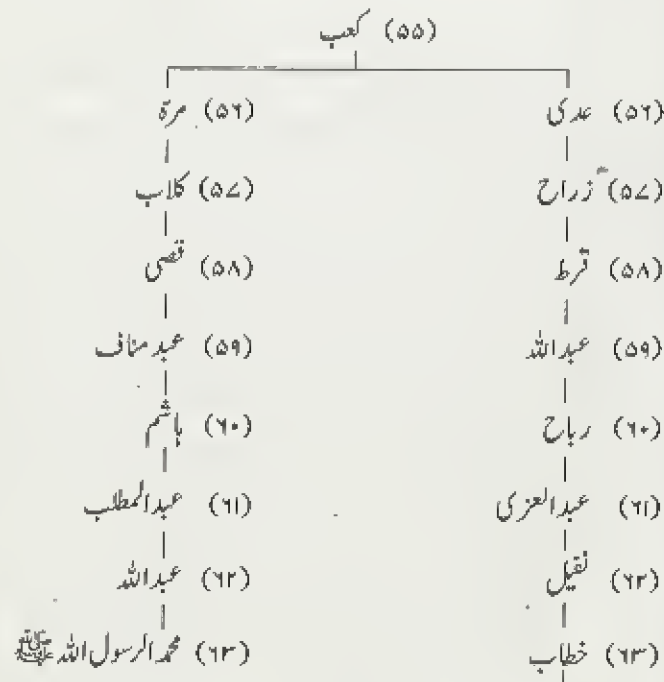 (۵۵) کعب
(۵۶) عدی (۵۶) مرۃ
(۵۷) زراح (۵۷) کلاب
(۵۸) قرط (۵۸) قصی
(۵۹) عبداللہ (۵۹) عبد مناف
(۶۰) رباح (۶۰) ہاشم
(۶۱) عبدالعزی (۶۱) عبدالمطلب
(۶۲) نفیل (۶۲) عبداللہ
(۶۳) خطاب (۶۳) محمد الرسول اللہ ﷺ